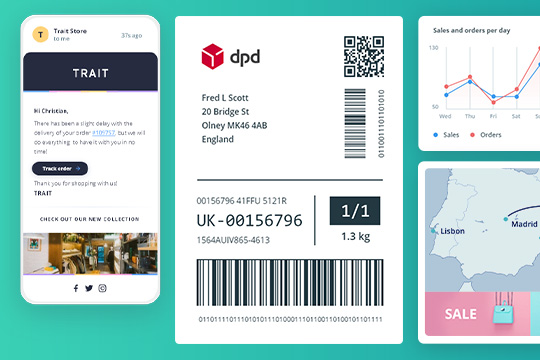 T
Trait Store
to me
37s ago
TRAIT
Hi Christian,
There has been a slight delay with the
delivery of your order #109757, but we will
do everything to have it with you in no
time!
Track order
Thank you for shopping with us!
TRAIT
CHECK OUT OUR NEW COLLECTION
dpd
Fred L Scott
20 Bridge St
Olney MK46 4AB
England
01100111101010
00156796 41FFU 5121R
UK-00156796
1564AUIV865-4613
1/1
1.3 kg
Sales and orders per day
130
50
Wed
Thu
Fri
Sat
Sales
Orders
Lisbon
Madrid
SALE